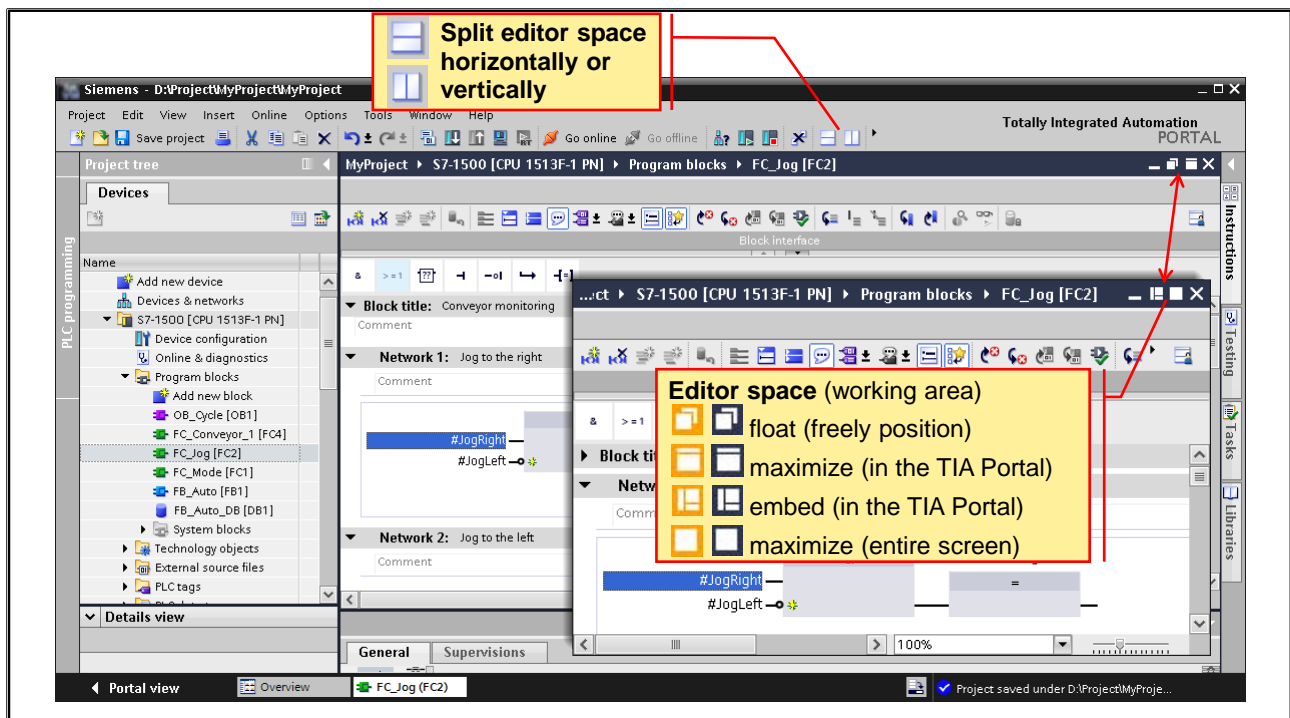 Split editor space
horizontally or
vertically
Siemens - D:\Project\MyProject\MyProject
Project Edit View Insert Online Options Tools Window Help
Totally Integrated Automation
PORTAL
Save project Go online Go offline
Project tree
MyProject ▸ S7-1500 [CPU 1513F-1 PN] ▸ Program blocks ▸ FC_Jog [FC2]
Devices
Block interface
Name
& >=1 ??
Add new device
Devices & networks
S7-1500 [CPU 1513F-1 PN]
Device configuration
Online & diagnostics
Program blocks
Add new block
OB_Cycle [OB1]
FC_Conveyor_1 [FC4]
FC_Jog [FC2]
FC_Mode [FC1]
FB_Auto [FB1]
FB_Auto_DB [DB1]
System blocks
Technology objects
External source files
PLC tags
Details view
PLC programming
Block title: Conveyor monitoring
Comment
Network 1: Jog to the right
Comment
#JogRight
#JogLeft
Network 2: Jog to the left
Comment
General Supervisions
...ct ▸ S7-1500 [CPU 1513F-1 PN] ▸ Program blocks ▸ FC_Jog [FC2]
& >=1
Block ti
Netw
Comm
Editor space (working area)
float (freely position)
maximize (in the TIA Portal)
embed (in the TIA Portal)
maximize (entire screen)
#JogRight
=
#JogLeft
100%
Instructions
Testing
Tasks
Libraries
Portal view Overview FC_Jog (FC2) Project saved under D:\Project\MyProje...